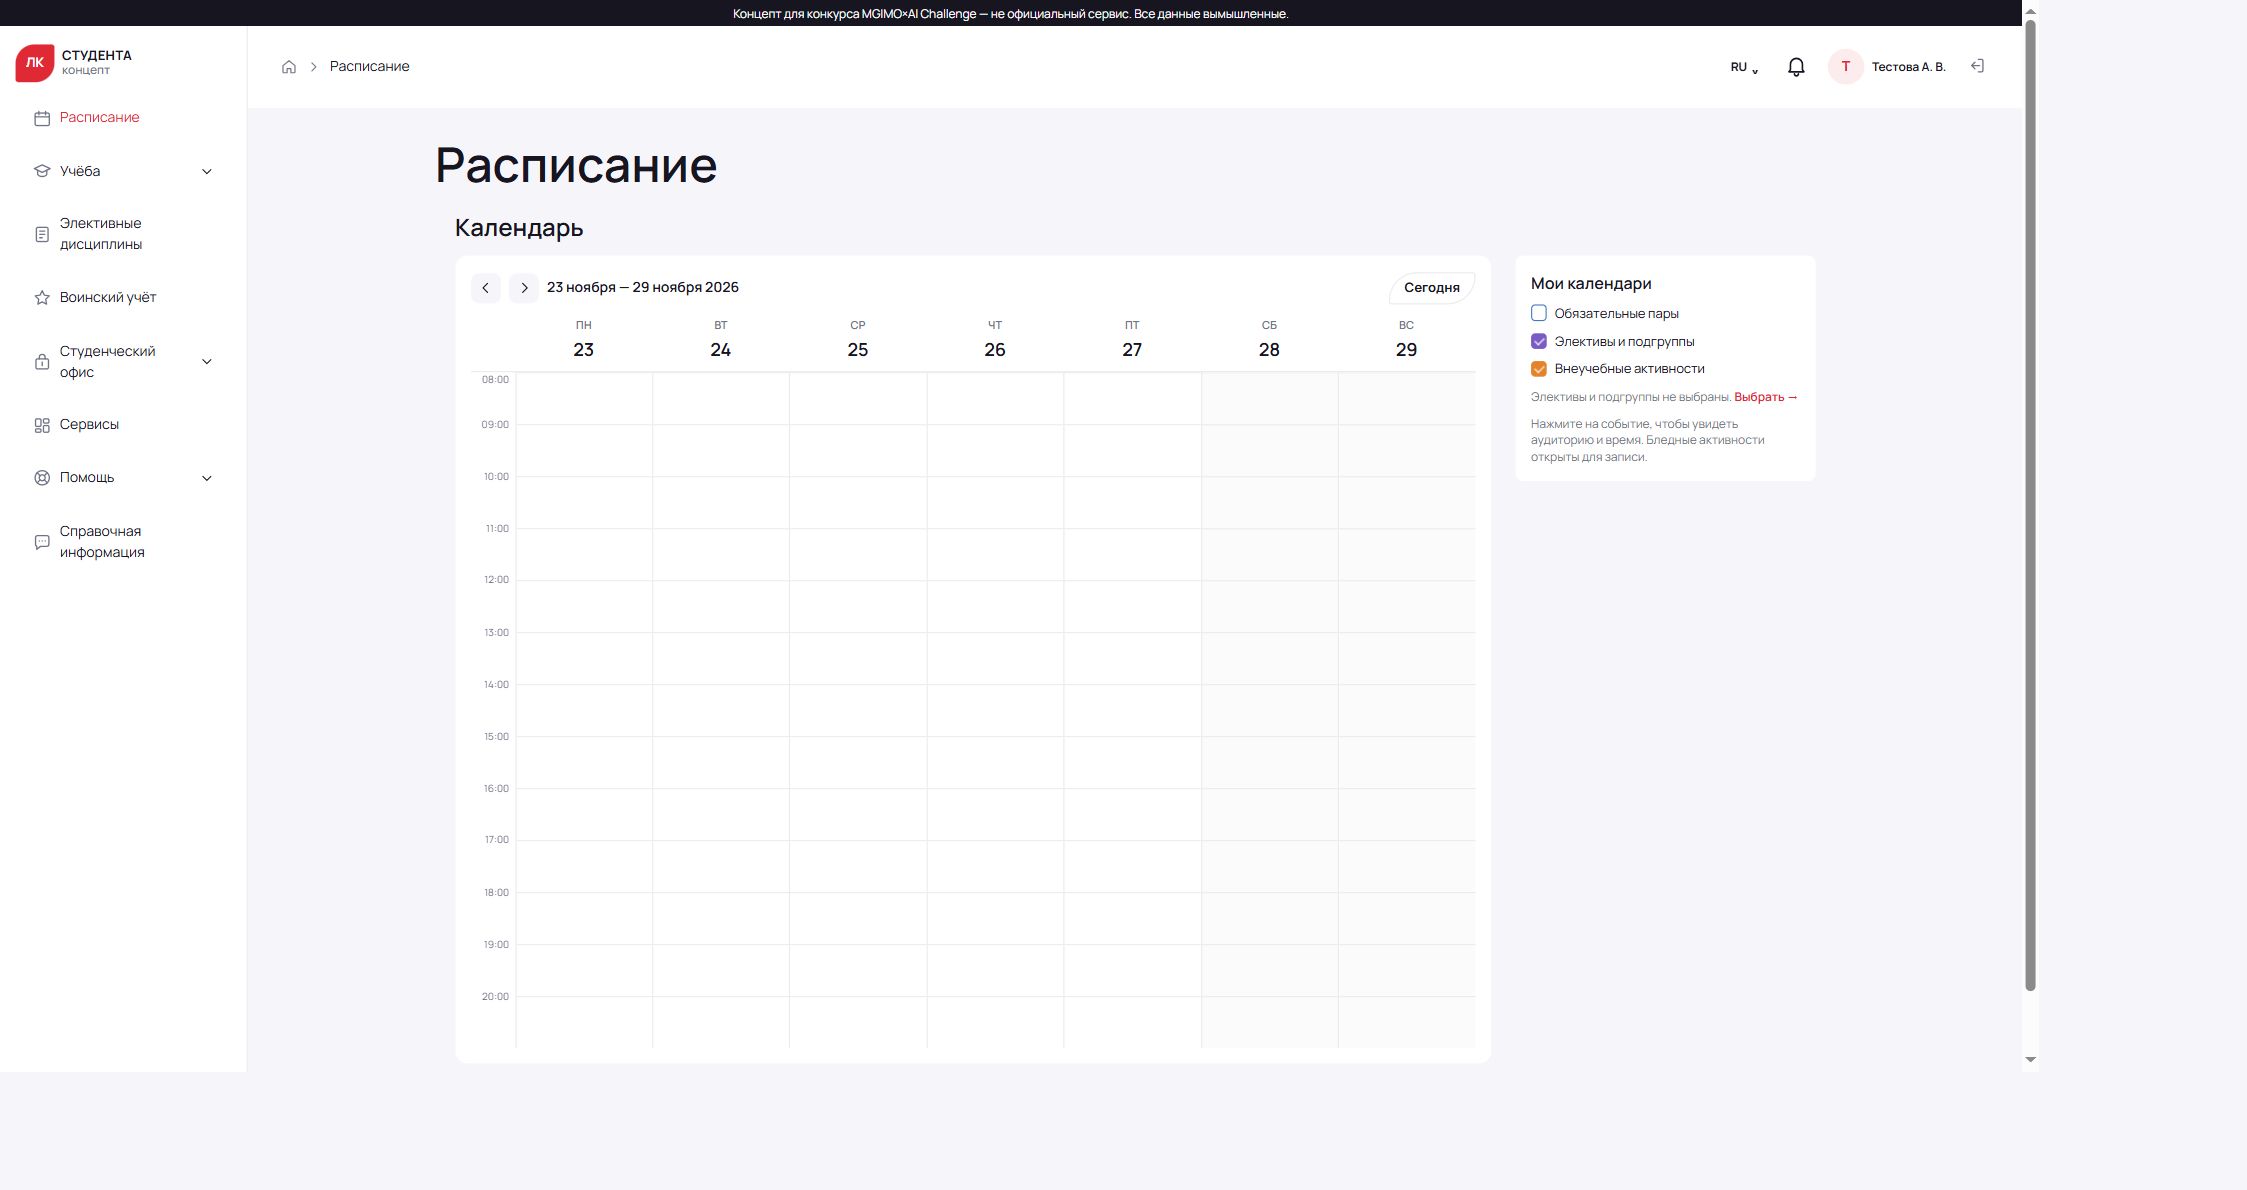 Концепт для конкурса MGIMO×AI Challenge — не официальный сервис. Все данные вымышленные.
ЛК
СТУДЕНТА
концепт
Расписание
Учёба
Элективные
дисциплины
Воинский учёт
Студенческий
офис
Сервисы
Помощь
Справочная
информация
Расписание
RU
Т
Тестова А. В.
Расписание
Календарь
23 ноября — 29 ноября 2026
Сегодня
ПН ВТ СР ЧТ ПТ СБ ВС
23 24 25 26 27 28 29
08:00
09:00
10:00
11:00
12:00
13:00
14:00
15:00
16:00
17:00
18:00
19:00
20:00
Мои календари
Обязательные пары
Элективы и подгруппы
Внеучебные активности
Элективы и подгруппы не выбраны. Выбрать →
Нажмите на событие, чтобы увидеть
аудиторию и время. Бледные активности
открыты для записи.